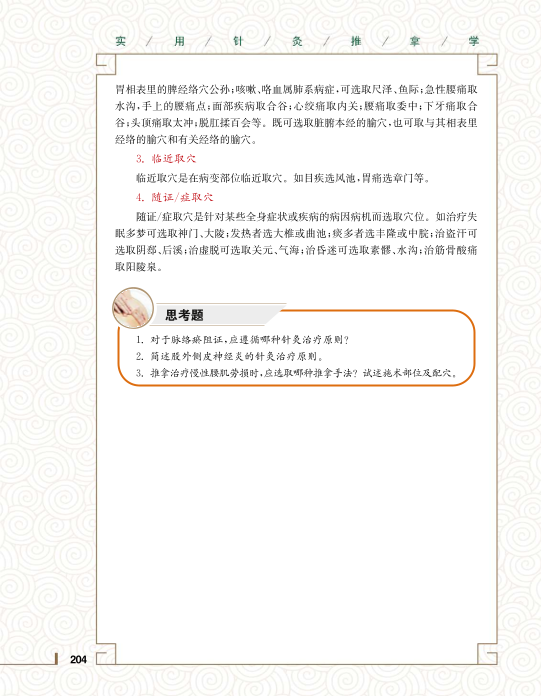 实 / 用 / 针 / 灸 / 推 / 拿 / 学
胃相表里的脾经络穴公孙;咳嗽、咯血属肺系病症,可选取尺泽、鱼际;急性腰痛取
水沟,手上的腰痛点;面部疾病取合谷;心绞痛取内关;腰痛取委中;下牙痛取合
谷;头顶痛取太冲;脱肛揉百会等。既可选取脏腑本经的腧穴,也可取与其相表里
经络的腧穴和有关经络的腧穴。
3. 临近取穴
临近取穴是在病变部位临近取穴。如目疾选风池,胃痛选章门等。
4. 随证/症取穴
随证/症取穴是针对某些全身症状或疾病的病因病机而选取穴位。如治疗失
眠多梦可选取神门、大陵;发热者选大椎或曲池;痰多者选丰隆或中脘;治盗汗可
选取阴郄、后溪;治虚脱可选取关元、气海;治昏迷可选取素髎、水沟;治筋骨酸痛
取阳陵泉。
思考题
1. 对于脉络瘀阻证,应遵循哪种针灸治疗原则?
2. 简述股外侧皮神经炎的针灸治疗原则。
3. 推拿治疗慢性腰肌劳损时,应选取哪种推拿手法? 试述施术部位及配穴。
204